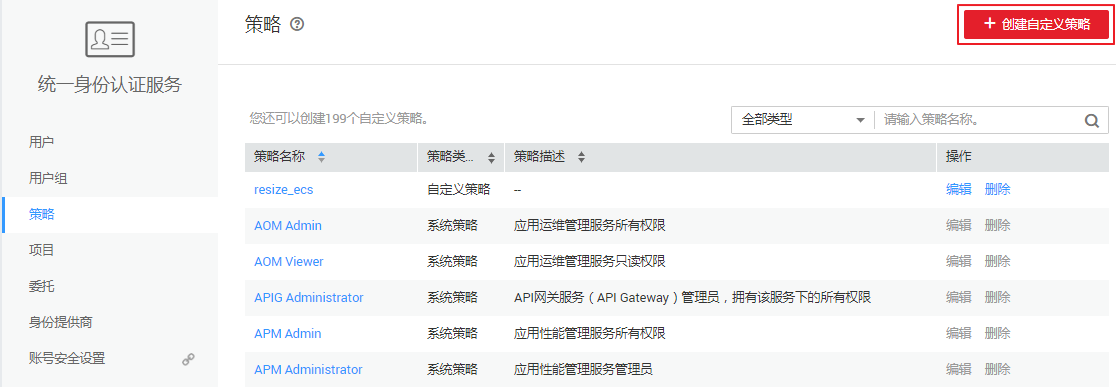 统一身份认证服务
用户
用户组
策略
项目
委托
身份提供商
账号安全设置
策略 ?
+ 创建自定义策略
您还可以创建199个自定义策略。
全部类型 请输入策略名称。
策略名称 策略类... 策略描述 操作
resize_ecs 自定义策略 -- 编辑 删除
AOM Admin 系统策略 应用运维管理服务所有权限 编辑 删除
AOM Viewer 系统策略 应用运维管理服务只读权限 编辑 删除
APIG Administrator 系统策略 API网关服务（API Gateway）管理员，拥有该服务下的所有权限 编辑 删除
APM Admin 系统策略 应用性能管理服务所有权限 编辑 删除
APM Administrator 系统策略 应用性能管理服务管理员 编辑 删除